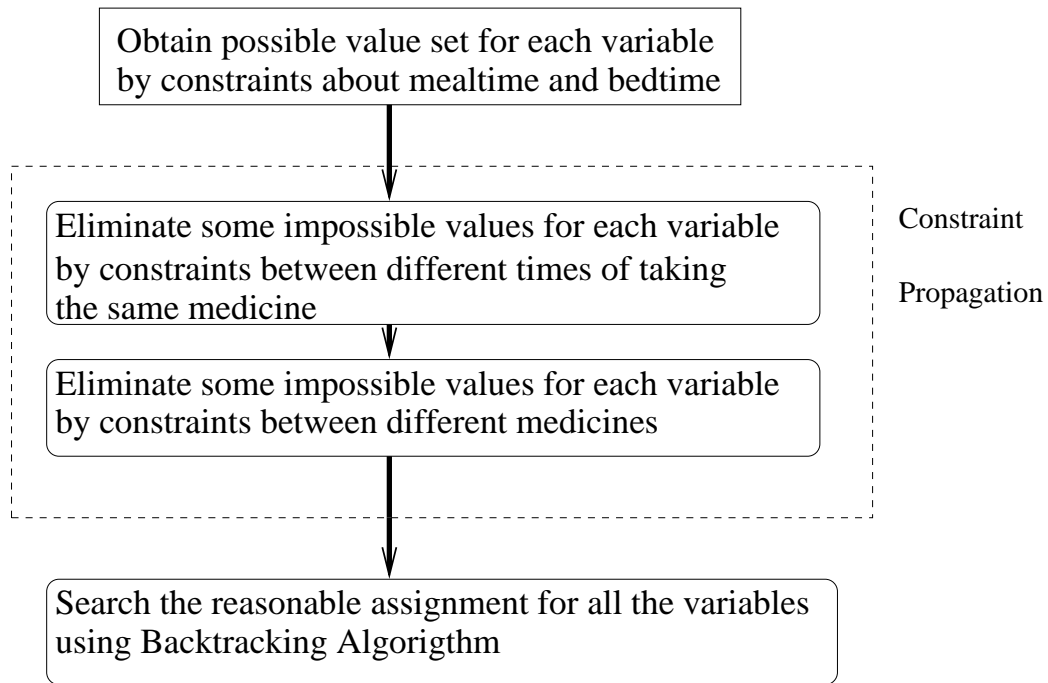 Obtain possible value set for each variable
by constraints about mealtime and bedtime
Eliminate some impossible values for each variable
by constraints between different times of taking
the same medicine
Constraint
Propagation
Eliminate some impossible values for each variable
by constraints between different medicines
Search the reasonable assignment for all the variables
using Backtracking Algorigthm